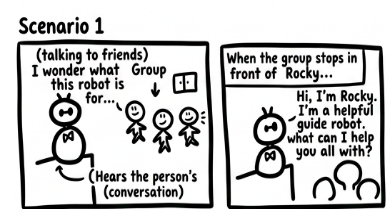 Scenario 1
(talking to friends)
I wonder what
this robot is
for...
Group
(Hears the person's
(conversation)
When the group stops in
front of Rocky...
Hi, I'm Rocky.
I'm a helpful
guide robot.
what can I help
you all with?